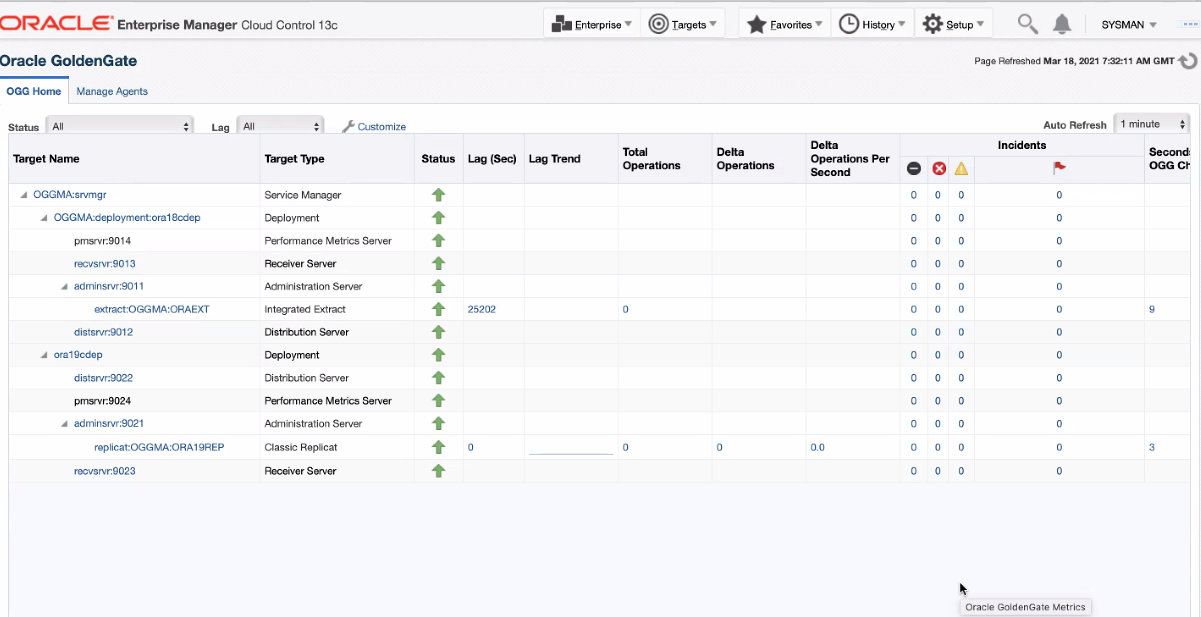 ORACLE® Enterprise Manager Cloud Control 13c Enterprise Targets Favorites History Setup SYSMAN
Oracle GoldenGate
Page Refreshed Mar 18, 2021 7:32:11 AM GMT
OGG Home Manage Agents
Status All Lag All Customize Auto Refresh 1 minute
Target Name Target Type Status Lag (Sec) Lag Trend Total Operations Delta Operations Delta Operations Per Second Incidents Seconds OGG Ch
OGGMA:srvmgr Service Manager 0 0 0 0
OGGMA:deployment:ora18cdep Deployment 0 0 0 0
pmsrvr:9014 Performance Metrics Server 0 0 0 0
recvsrvr:9013 Receiver Server 0 0 0 0
adminsrvr:9011 Administration Server 0 0 0 0
extract:OGGMA:ORAEXT Integrated Extract 25202 0 0 0 0 0 9
distsrvr:9012 Distribution Server 0 0 0 0
ora19cdep Deployment 0 0 0 0
distsrvr:9022 Distribution Server 0 0 0 0
pmsrvr:9024 Performance Metrics Server 0 0 0 0
adminsrvr:9021 Administration Server 0 0 0 0
replicat:OGGMA:ORA19REP Classic Replicat 0 0 0 0.0 0 0 0 0 3
recvsrvr:9023 Receiver Server 0 0 0 0
Oracle GoldenGate Metrics